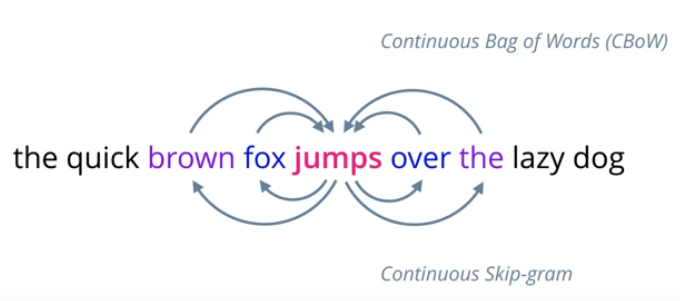 Continuous Bag of Words (CBoW)
the quick brown fox jumps over the lazy dog
Continuous Skip-gram